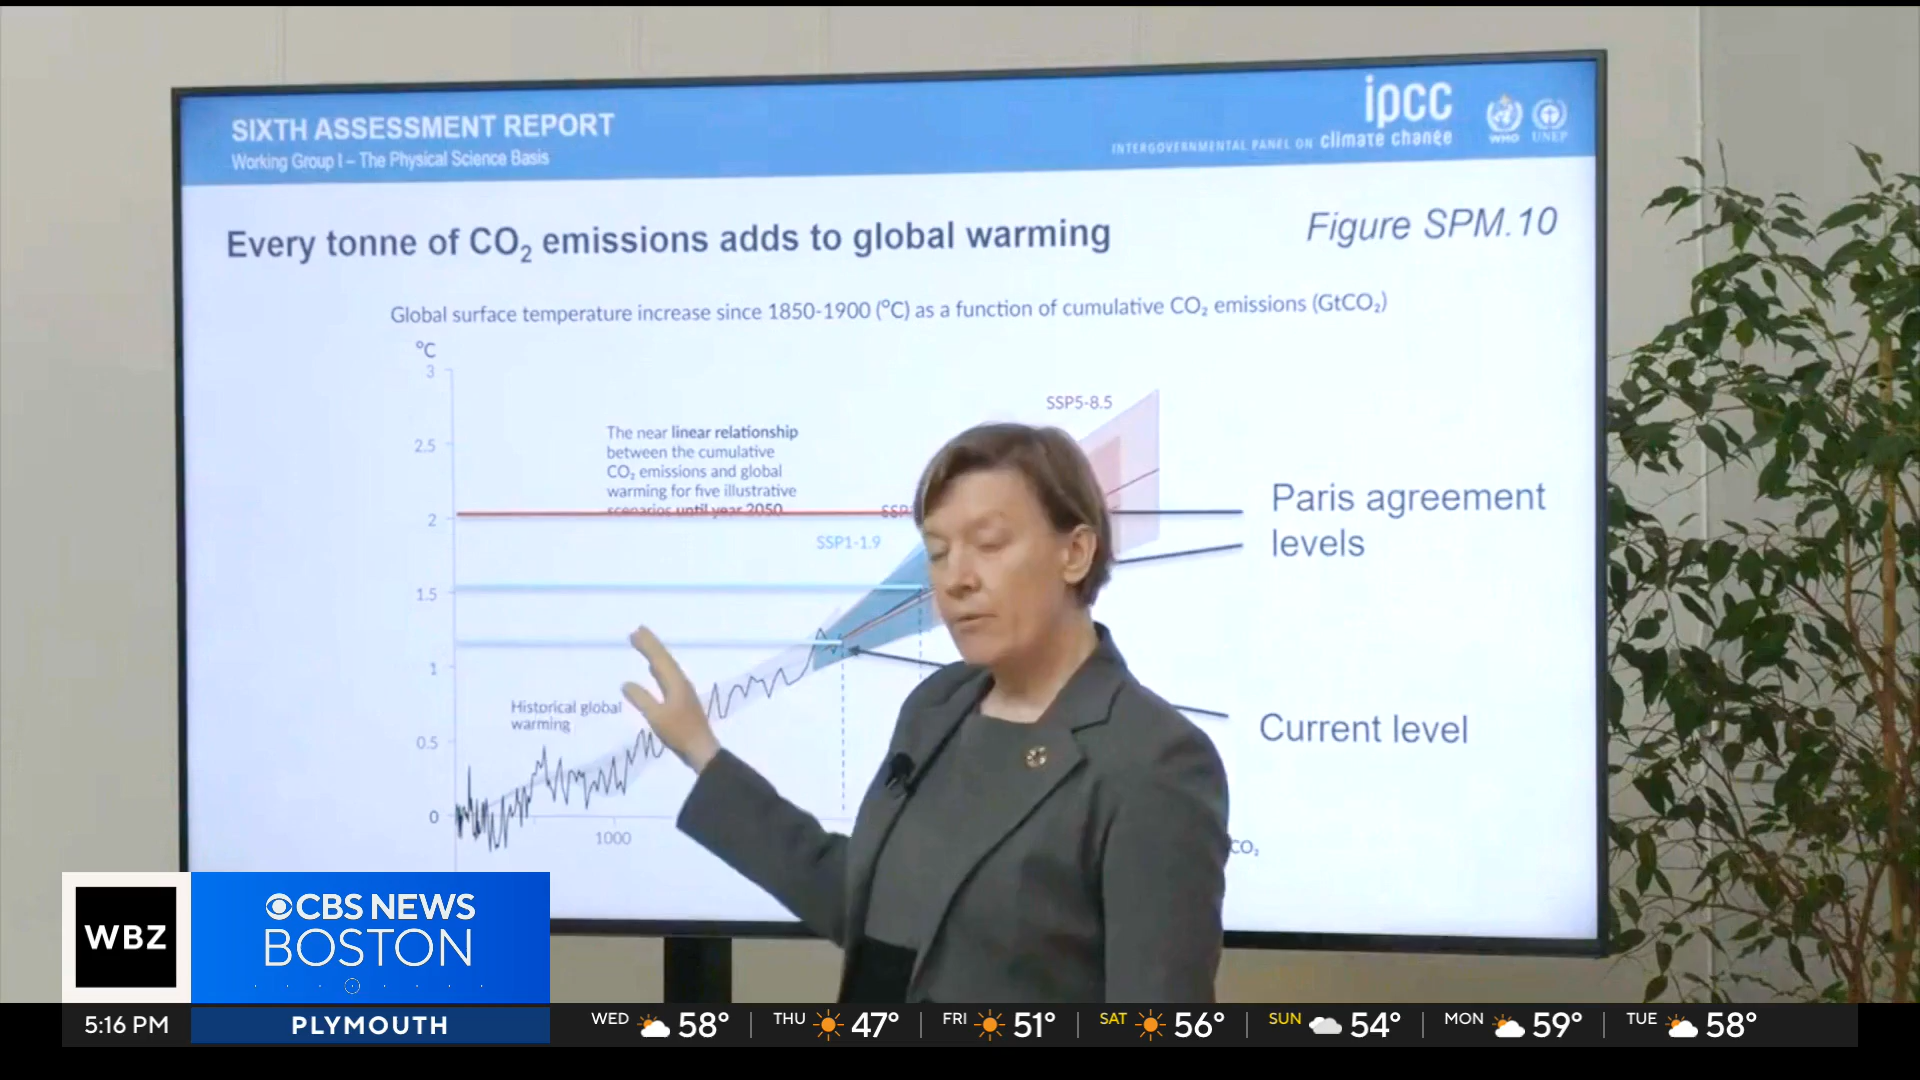 SIXTH ASSESSMENT REPORT
Working Group I – The Physical Science Basis
ipcc
INTERGOVERNMENTAL PANEL ON climate change
WMO
UNEP
Every tonne of CO₂ emissions adds to global warming
Figure SPM.10
Global surface temperature increase since 1850-1900 (°C) as a function of cumulative CO₂ emissions (GtCO₂)
°C
3
2.5
2
1.5
1
0.5
0
SSP5-8.5
The near linear relationship
between the cumulative
CO₂ emissions and global
warming for five illustrative
scenarios until year 2050
SSP1-1.9
Paris agreement
levels
Historical global
warming
Current level
1000
CO₂
WBZ
CBS NEWS
BOSTON
5:16 PM
PLYMOUTH
WED 58° THU 47° FRI 51° SAT 56° SUN 54° MON 59° TUE 58°